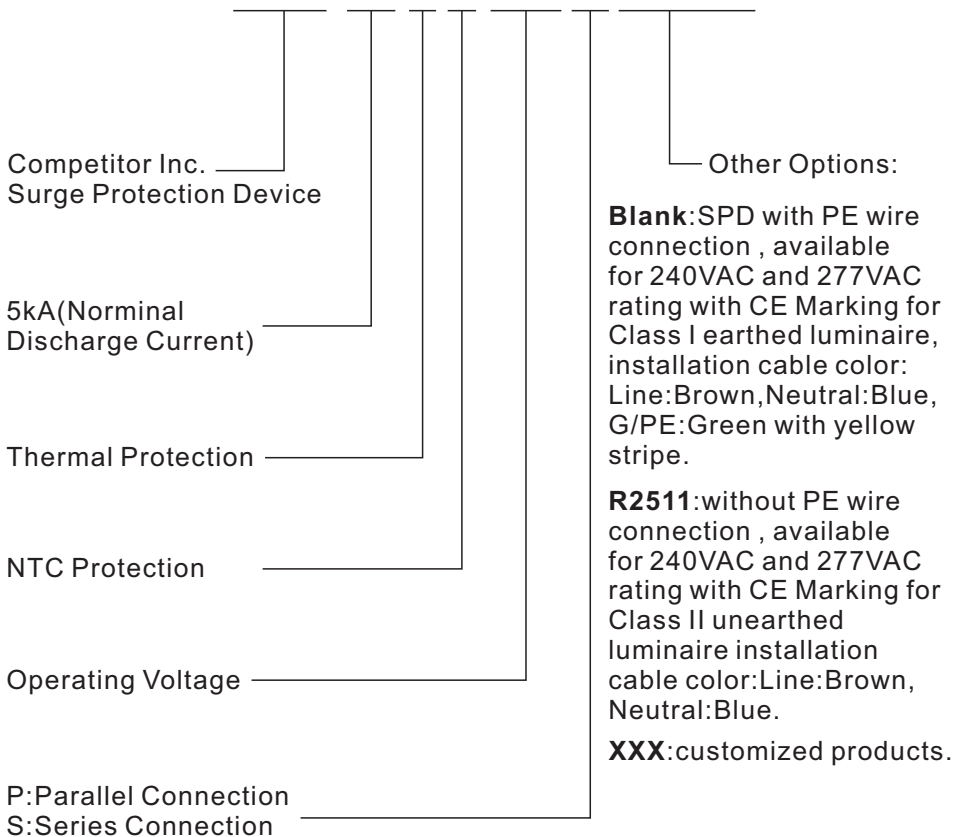 Competitor Inc.
Surge Protection Device
5kA(Norminal
Discharge Current)
Thermal Protection
NTC Protection
Operating Voltage
P:Parallel Connection
S:Series Connection
Other Options:
Blank:SPD with PE wire
connection , available
for 240VAC and 277VAC
rating with CE Marking for
Class I earthed luminaire,
installation cable color:
Line:Brown,Neutral:Blue,
G/PE:Green with yellow
stripe.
R2511:without PE wire
connection , available
for 240VAC and 277VAC
rating with CE Marking for
Class II unearthed
luminaire installation
cable color:Line:Brown,
Neutral:Blue.
XXX:customized products.